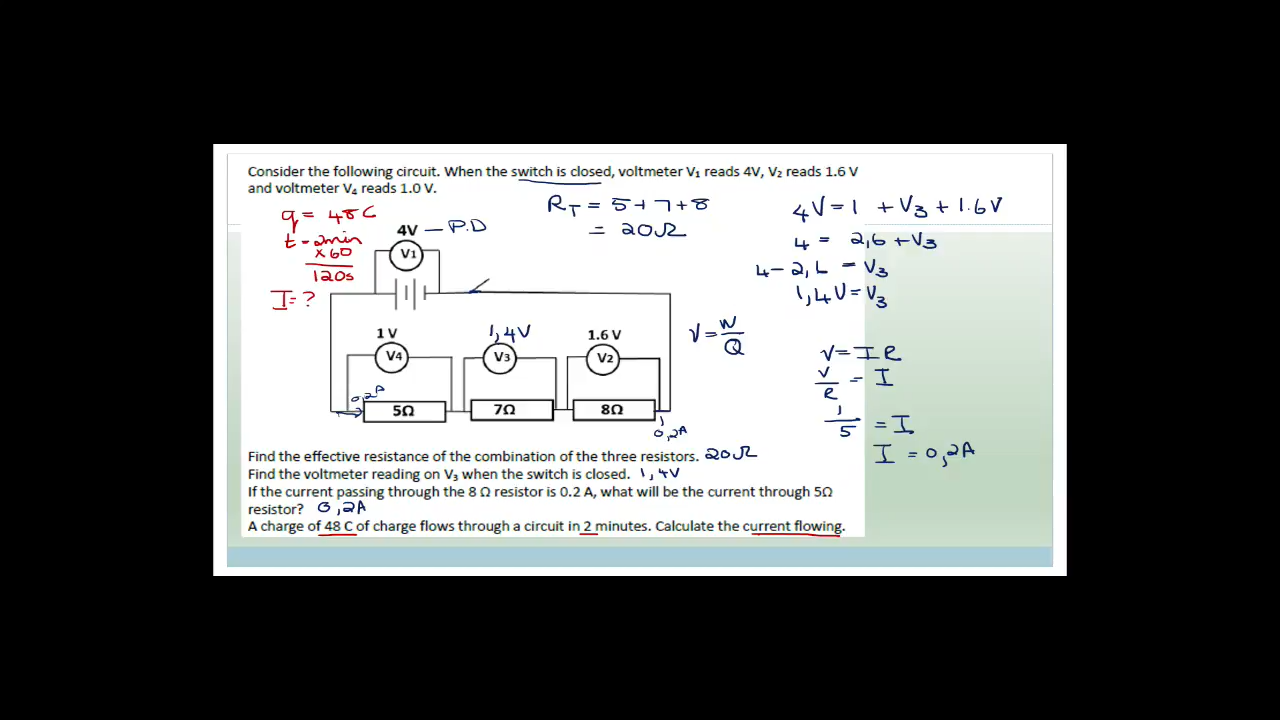 Consider the following circuit. When the switch is closed, voltmeter V₁ reads 4V, V₂ reads 1.6 V
and voltmeter V₄ reads 1.0 V.
q = 48C
t = 2min
x 60
120s
I = ?
R_T = 5+7+8
= 20Ω
4V = 1 + V₃ + 1.6V
4 = 2,6 + V₃
4 - 2,6 = V₃
1,4V = V₃
4V — P.D
V1
1 V
V4
1,4V
V3
1.6 V
V2
V = W/Q
V = IR
V/R = I
1/5 = I
I = 0,2A
0,2A
5Ω
7Ω
8Ω
0,2A
Find the effective resistance of the combination of the three resistors. 20Ω
Find the voltmeter reading on V₃ when the switch is closed. 1,4V
If the current passing through the 8 Ω resistor is 0.2 A, what will be the current through 5Ω
resistor? 0,2A
A charge of 48 C of charge flows through a circuit in 2 minutes. Calculate the current flowing.